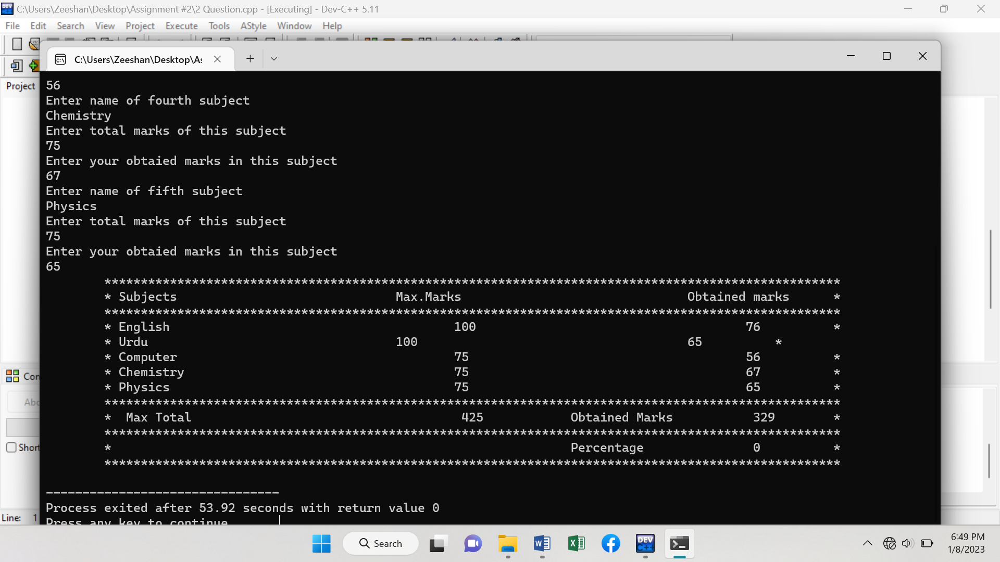 C:\Users\Zeeshan\Desktop\Assignment #2\2 Question.cpp - [Executing] - Dev-C++ 5.11
File Edit Search View Project Execute Tools AStyle Window Help
C:\Users\Zeeshan\Desktop\As
Project
56
Enter name of fourth subject
Chemistry
Enter total marks of this subject
75
Enter your obtaied marks in this subject
67
Enter name of fifth subject
Physics
Enter total marks of this subject
75
Enter your obtaied marks in this subject
65
*****************************************************************************************************
* Subjects Max.Marks Obtained marks *
*****************************************************************************************************
* English 100 76 *
* Urdu 100 65 *
* Computer 75 56 *
* Chemistry 75 67 *
* Physics 75 65 *
*****************************************************************************************************
* Max Total 425 Obtained Marks 329 *
*****************************************************************************************************
* Percentage 0 *
*****************************************************************************************************
--------------------------------
Process exited after 53.92 seconds with return value 0
Press any key to continue
Com
Abo
Short
Line: 1
Search
DEV C++
6:49 PM
1/8/2023